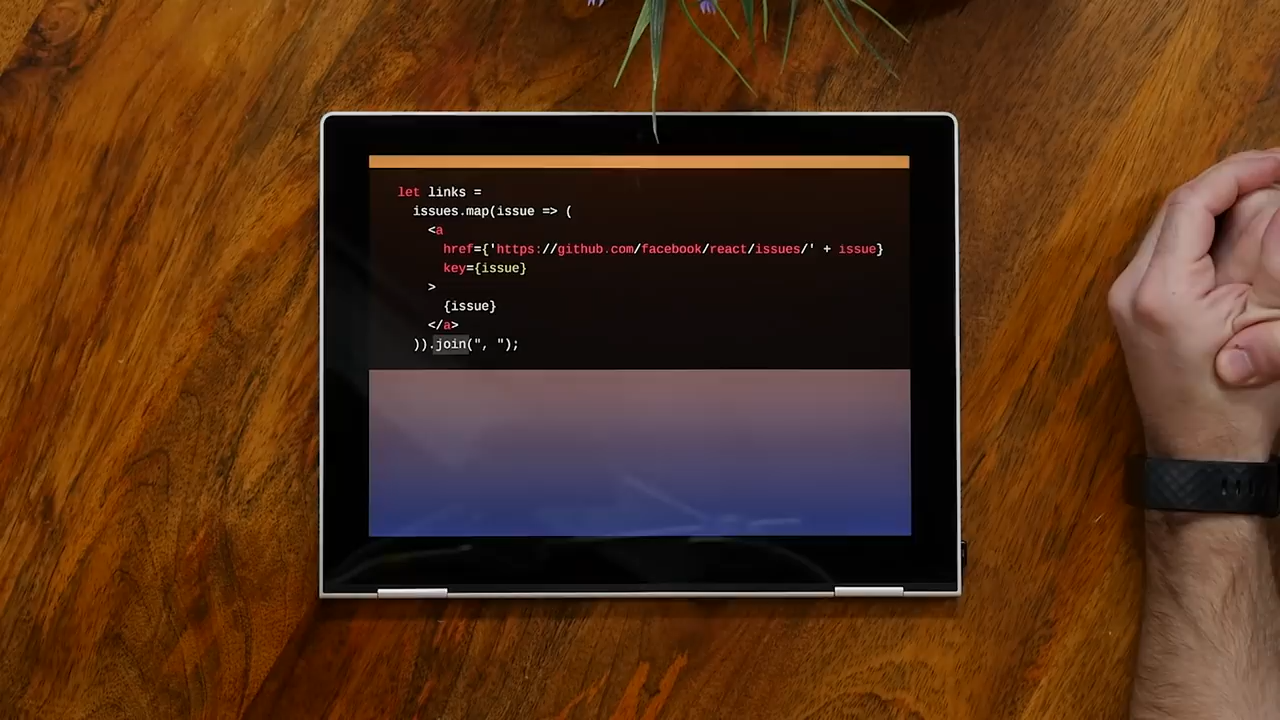 let links =
issues.map(issue => (
<a
href={'https://github.com/facebook/react/issues/' + issue}
key={issue}
>
{issue}
</a>
)).join(", ");